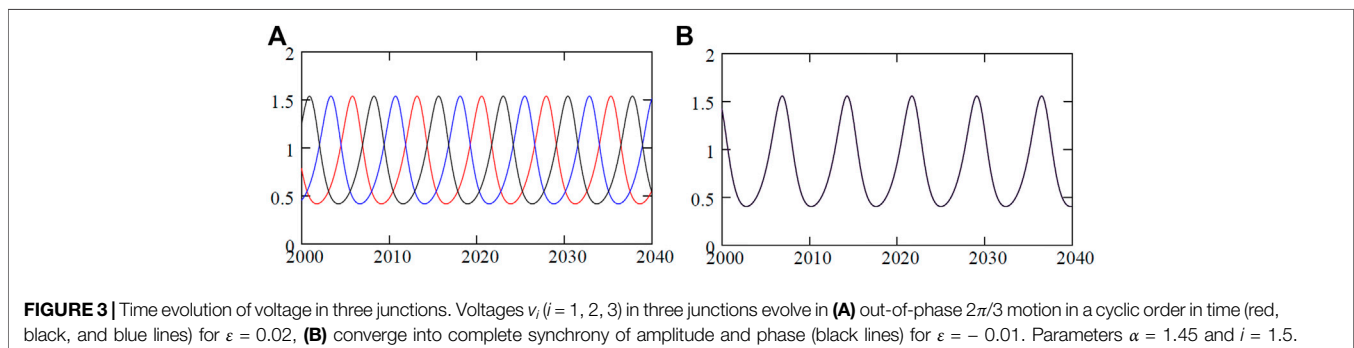 A
B
2
1.5
1
0.5
0
2000 2010 2020 2030 2040
2
1.5
1
0.5
0
2000 2010 2020 2030 2040
FIGURE 3 | Time evolution of voltage in three junctions. Voltages vᵢ (i = 1, 2, 3) in three junctions evolve in (A) out-of-phase 2π/3 motion in a cyclic order in time (red,
black, and blue lines) for ε = 0.02, (B) converge into complete synchrony of amplitude and phase (black lines) for ε = − 0.01. Parameters α = 1.45 and i = 1.5.